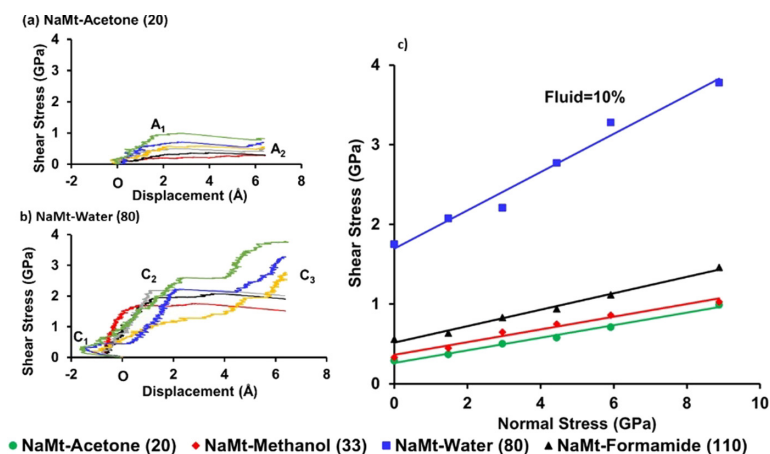 (a) NaMt-Acetone (20)
4
3
2
1
0
Shear Stress (GPa)
A1
A2
-2
O
2
4
6
8
Displacement (Å)
b) NaMt-Water (80)
4
3
2
1
0
Shear Stress (GPa)
C1
C2
C3
-2
O
2
4
6
8
Displacement (Å)
c)
Fluid=10%
4
3
2
1
0
Shear Stress (GPa)
0
2
4
6
8
10
Normal Stress (GPa)
NaMt-Acetone (20) NaMt-Methanol (33) NaMt-Water (80) NaMt-Formamide (110)